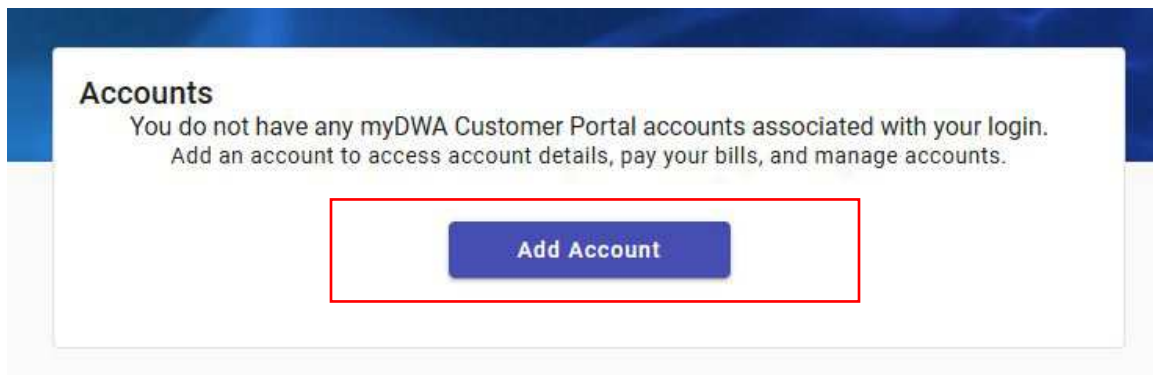 Accounts
You do not have any myDWA Customer Portal accounts associated with your login.
Add an account to access account details, pay your bills, and manage accounts.
Add Account